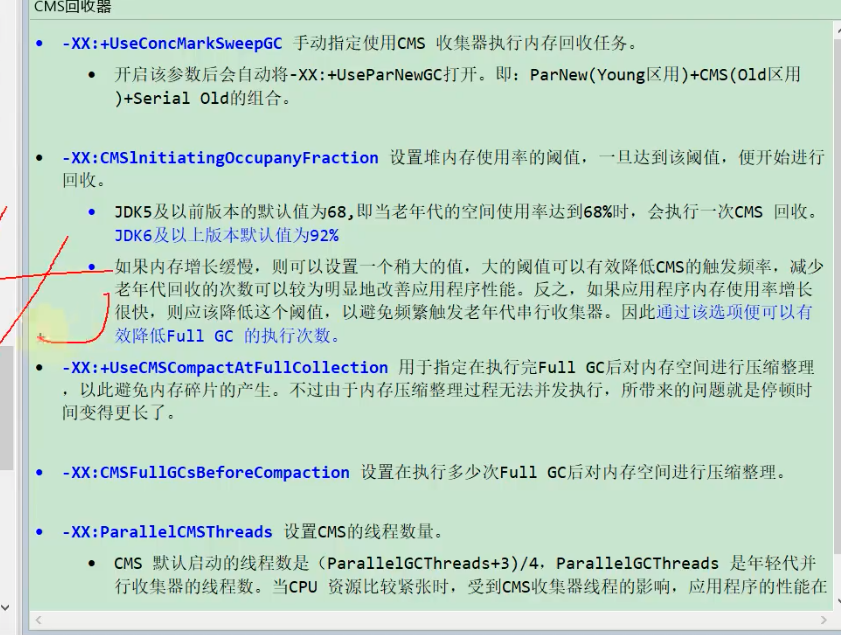 CMS回收器
-XX:+UseConcMarkSweepGC 手动指定使用CMS 收集器执行内存回收任务。
开启该参数后会自动将-XX:+UseParNewGC打开。即：ParNew(Young区用)+CMS(Old区用
)+Serial Old的组合。
-XX:CMSlnitiatingOccupanyFraction 设置堆内存使用率的阈值，一旦达到该阈值，便开始进行
回收。
JDK5及以前版本的默认值为68,即当老年代的空间使用率达到68%时，会执行一次CMS 回收。
JDK6及以上版本默认值为92%
如果内存增长缓慢，则可以设置一个稍大的值，大的阈值可以有效降低CMS的触发频率，减少
老年代回收的次数可以较为明显地改善应用程序性能。反之，如果应用程序内存使用率增长
很快，则应该降低这个阈值，以避免频繁触发老年代串行收集器。因此通过该选项便可以有
效降低Full GC 的执行次数。
-XX:+UseCMSCompactAtFullCollection 用于指定在执行完Full GC后对内存空间进行压缩整理
，以此避免内存碎片的产生。不过由于内存压缩整理过程无法并发执行，所带来的问题就是停顿时
间变得更长了。
-XX:CMSFullGCsBeforeCompaction 设置在执行多少次Full GC后对内存空间进行压缩整理。
-XX:ParallelCMSThreads 设置CMS的线程数量。
CMS 默认启动的线程数是（ParallelGCThreads+3)/4，ParallelGCThreads 是年轻代并
行收集器的线程数。当CPU 资源比较紧张时，受到CMS收集器线程的影响，应用程序的性能在